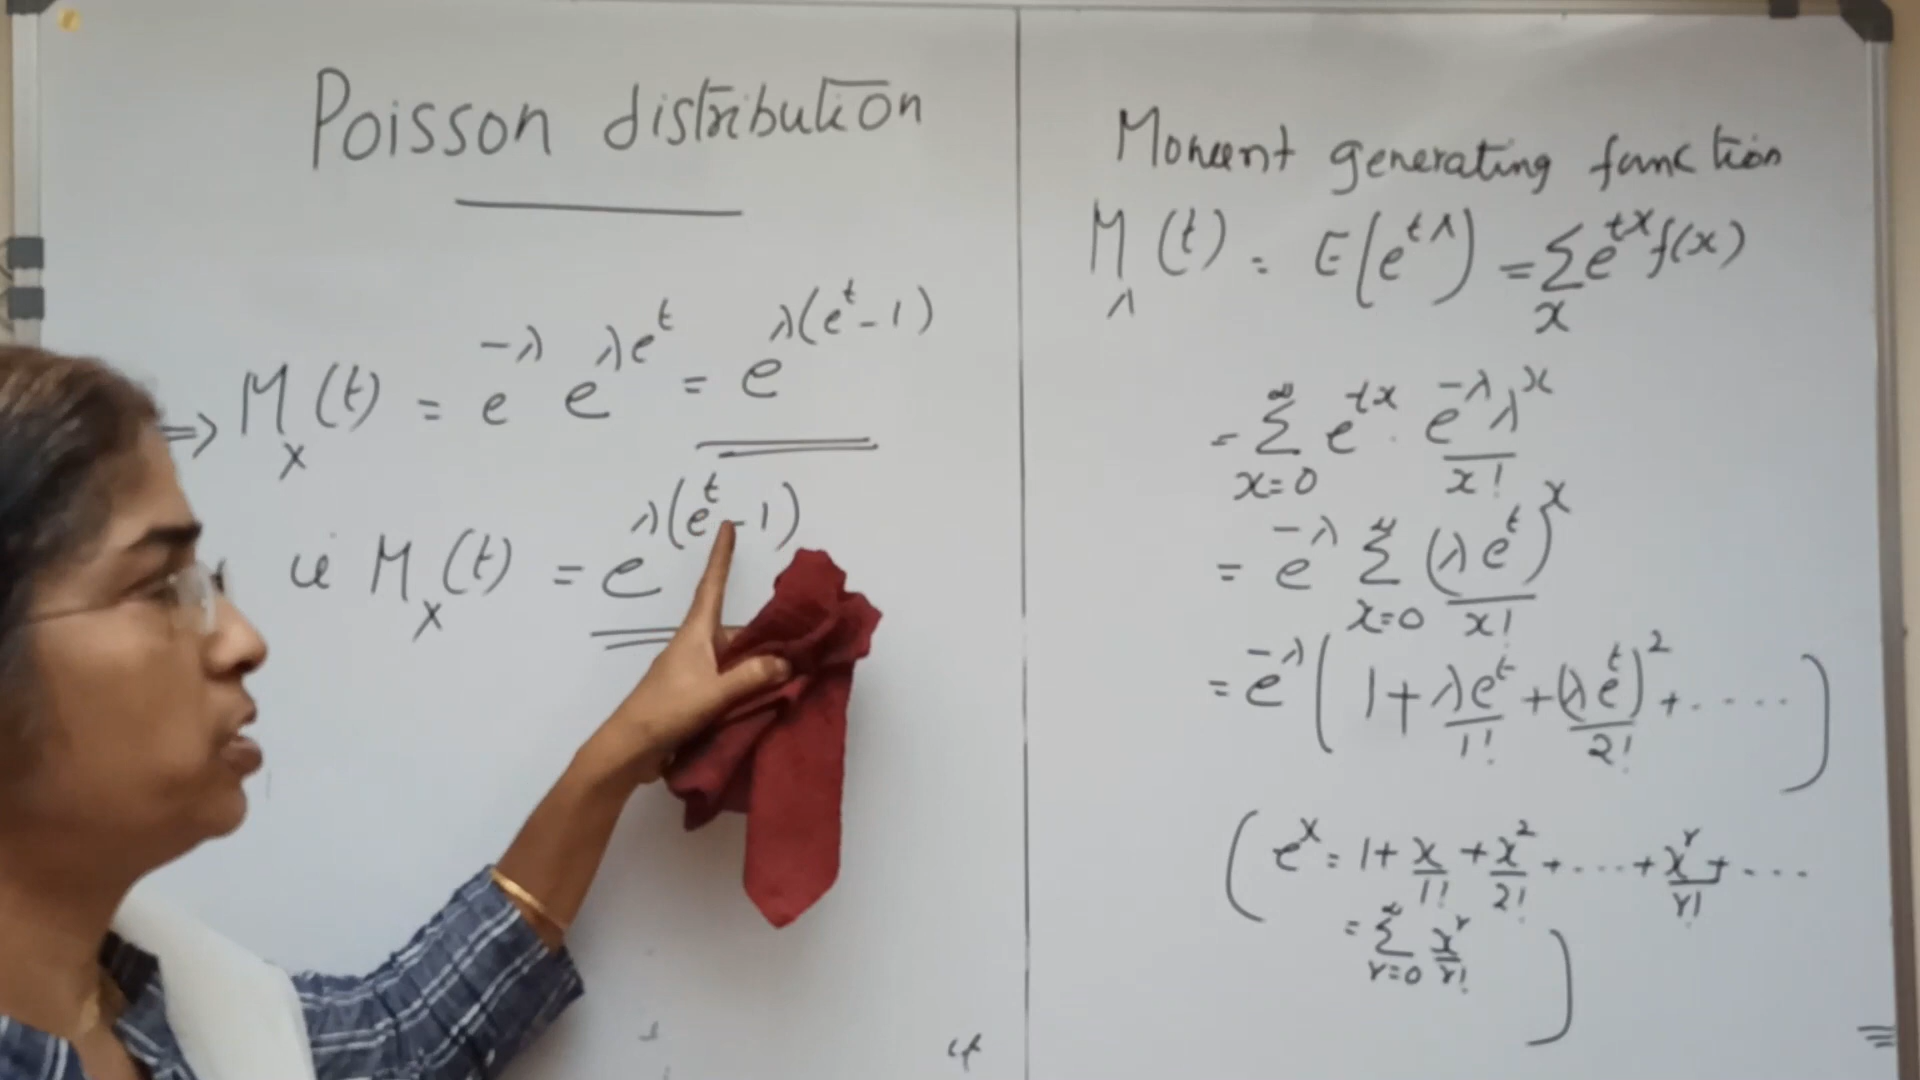 Poisson distribution
⇒ M_X(t) = e^{-λ} e^{λe^t} = e^{λ(e^t - 1)}
ie M_X(t) = e^{λ(e^t - 1)}
Moment generating function
M_X(t) = E(e^{tX}) = Σ_x e^{tx} f(x)
= Σ_{x=0}^{∞} e^{tx} . e^{-λ} λ^x / x!
= e^{-λ} Σ_{x=0}^{∞} (λe^t)^x / x!
= e^{-λ} ( 1 + λe^t / 1! + (λe^t)^2 / 2! + ..... )
( e^x = 1 + x/1! + x^2/2! + ... + x^r/r! + ...
= Σ_{r=0}^{∞} x^r/r! )